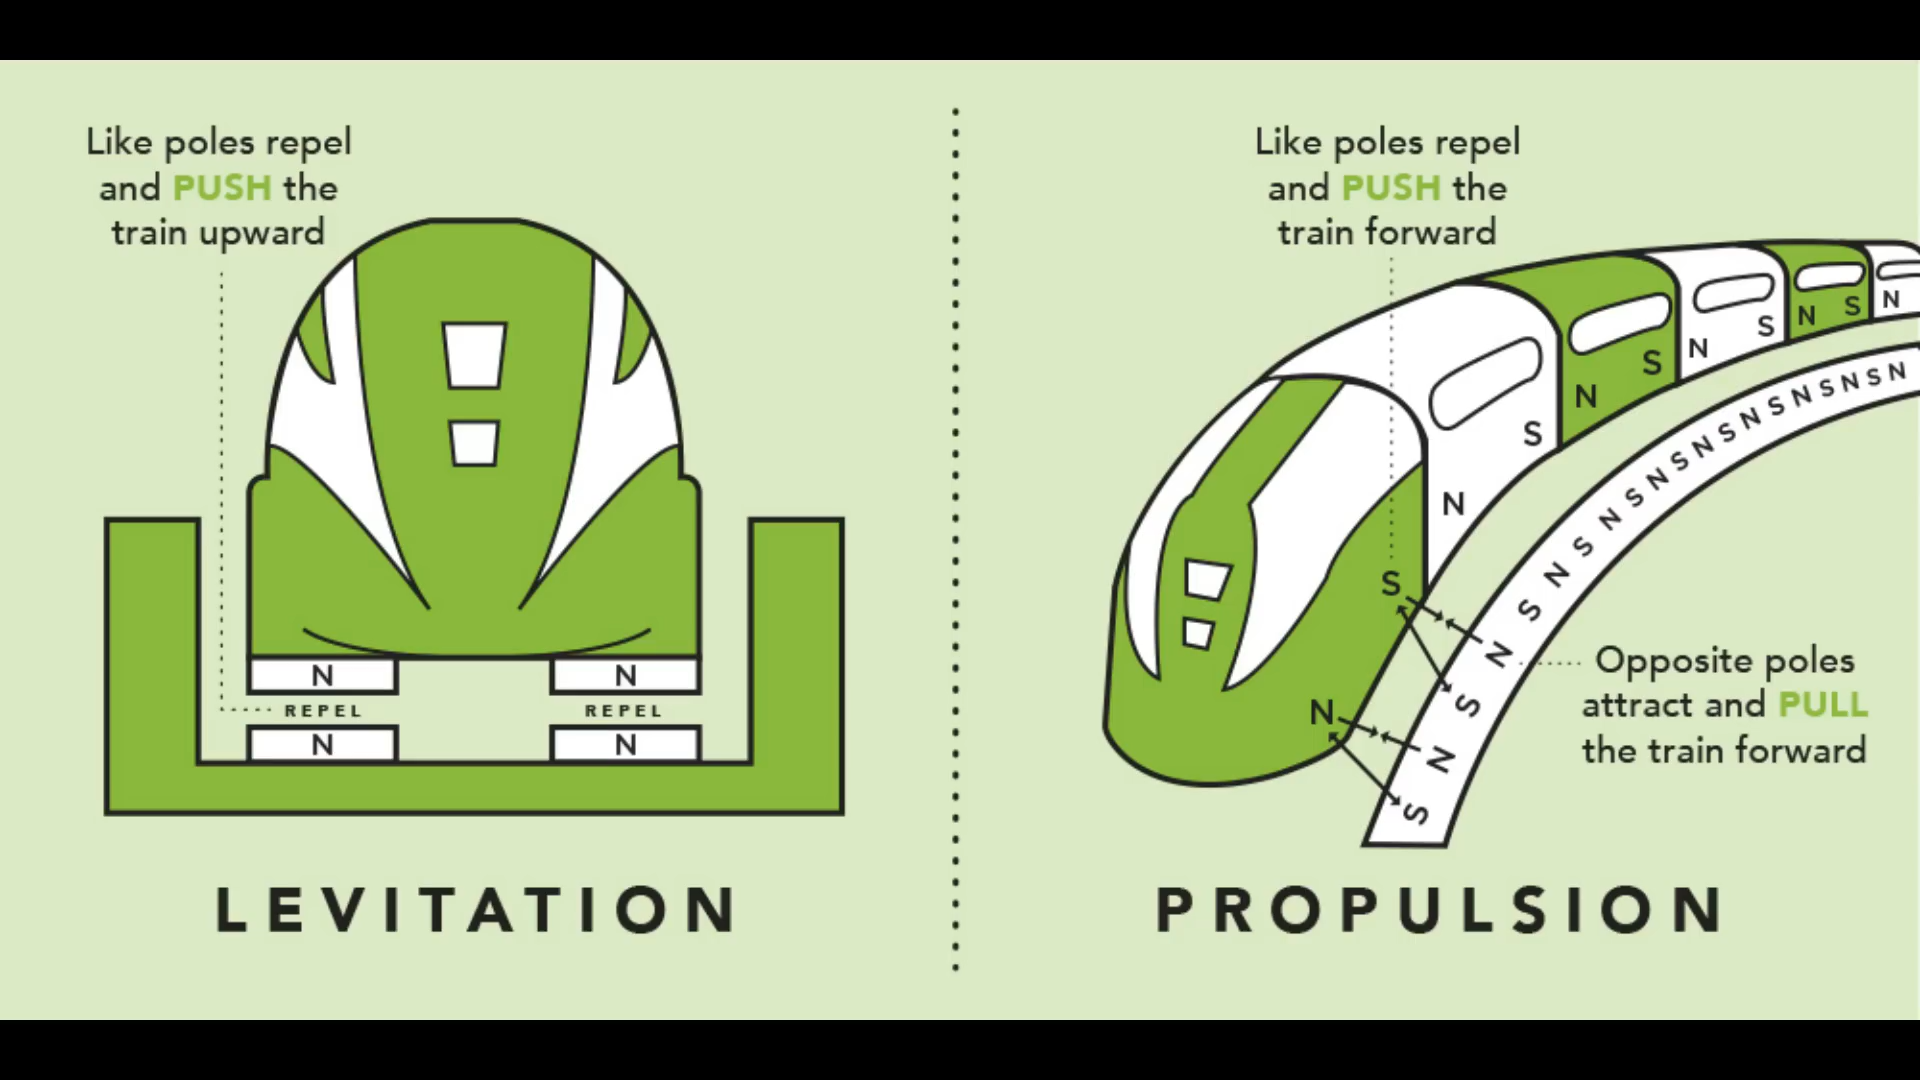 Like poles repel
and PUSH the
train upward
N
N
REPEL
REPEL
N
N
LEVITATION
Like poles repel
and PUSH the
train forward
N
S
N
S
N
S
N
S
N
S
N S N S N S N S N S N S N S N S N S N S N S
Opposite poles
attract and PULL
the train forward
PROPULSION